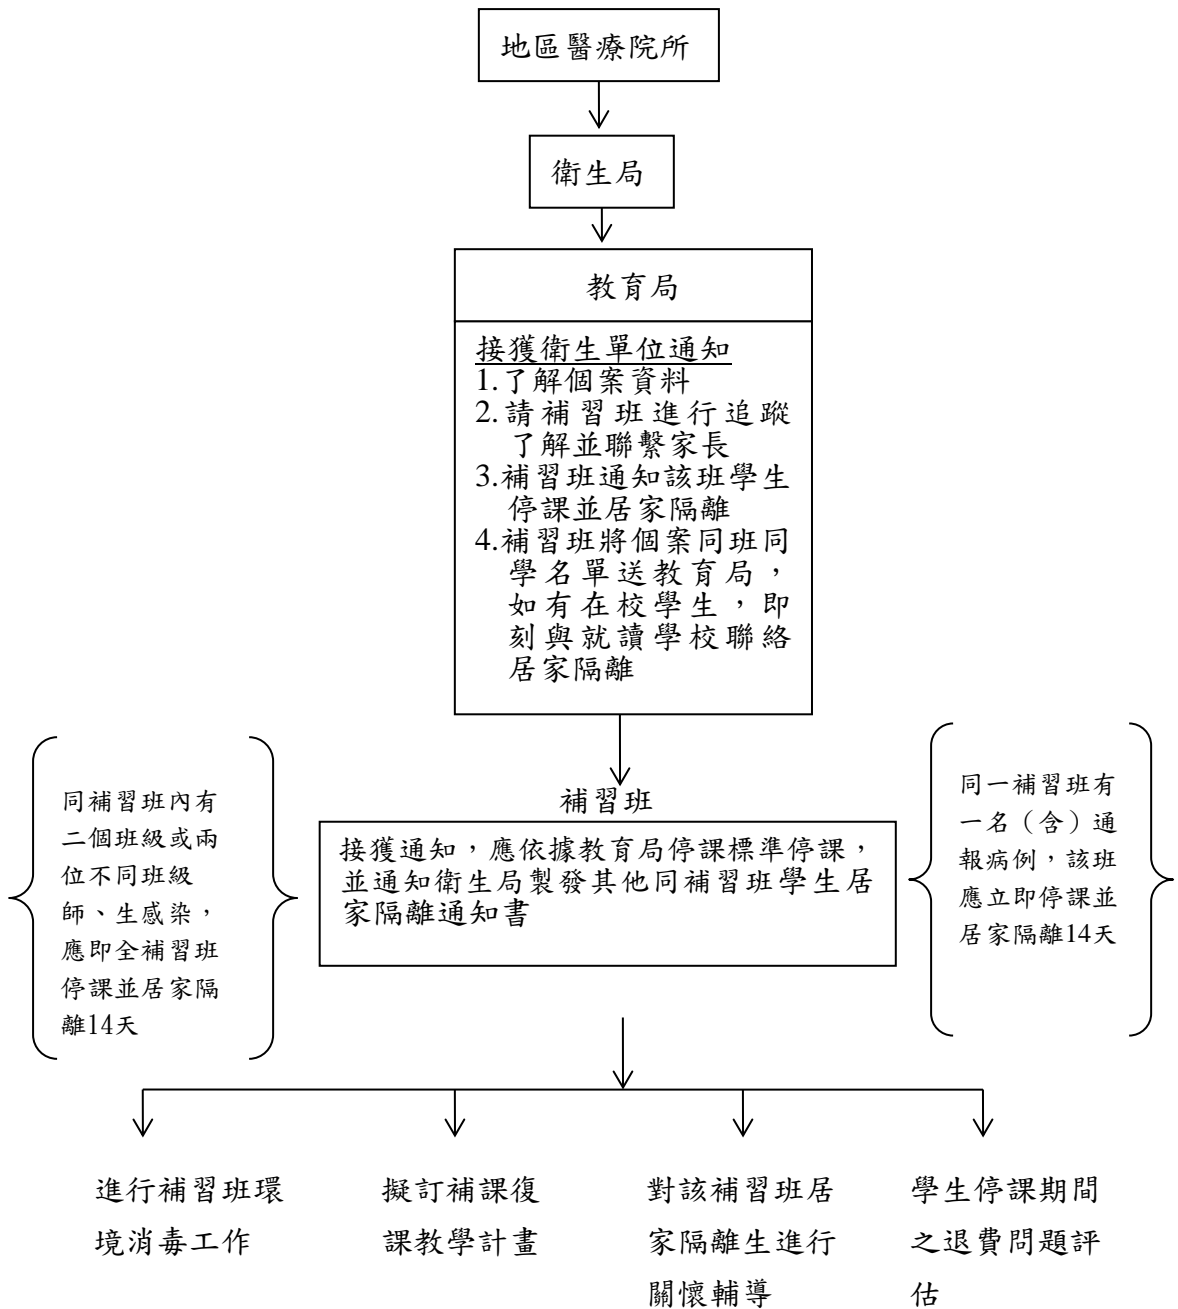 地區醫療院所
衛生局
教育局
接獲衛生單位通知
1.了解個案資料
2.請補習班進行追蹤
了解並聯繫家長
3.補習班通知該班學生
停課並居家隔離
4.補習班將個案同班同
學名單送教育局，
如有在校學生，即
刻與就讀學校聯絡
居家隔離
同補習班內有
二個班級或兩
位不同班級
師、生感染，
應即全補習班
停課並居家隔
離14天
補習班
接獲通知，應依據教育局停課標準停課，
並通知衛生局製發其他同補習班學生居
家隔離通知書
同一補習班有
一名（含）通
報病例，該班
應立即停課並
居家隔離14天
進行補習班環
境消毒工作
擬訂補課復
課教學計畫
對該補習班居
家隔離生進行
關懷輔導
學生停課期間
之退費問題評
估